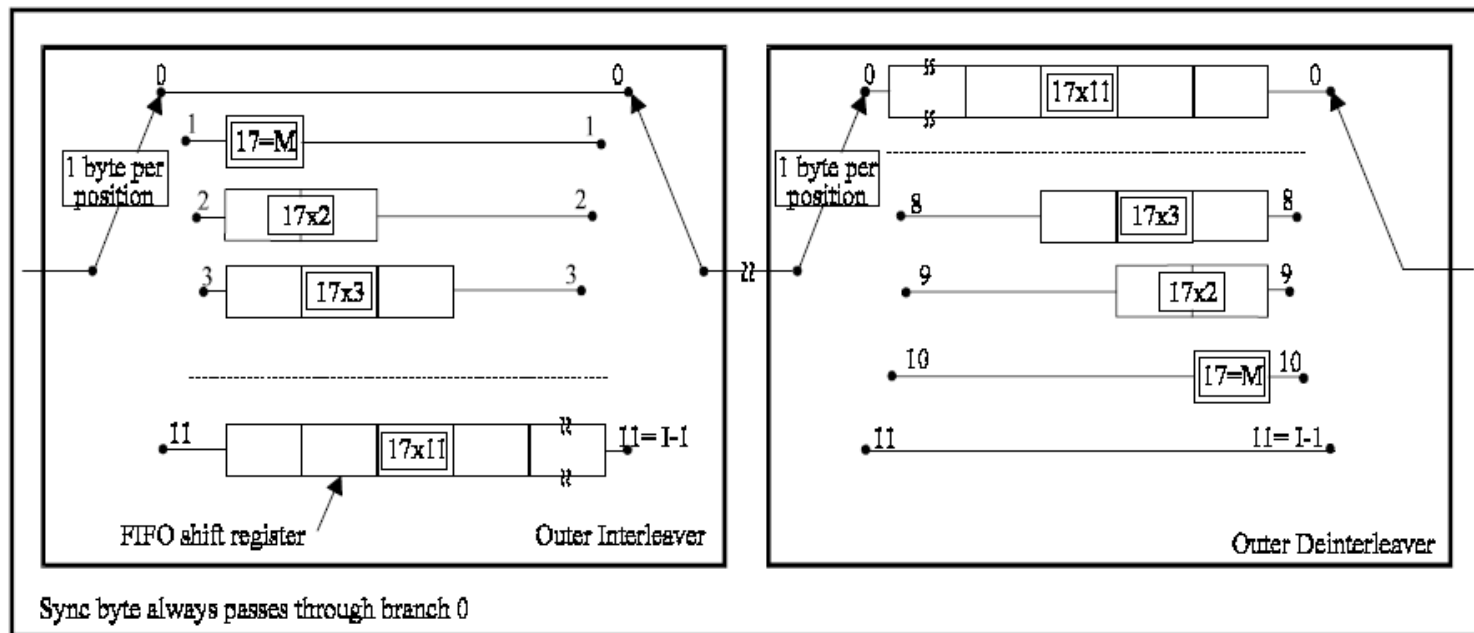 0 0
1 17=M 1
1 byte per
position
2 17x2 2
3 17x3 3
11 17x11 11= I-1
FIFO shift register
Outer Interleaver
0 17x11 0
1 byte per
position
8 17x3 8
9 17x2 9
10 17=M 10
11 11= I-1
Outer Deinterleaver
Sync byte always passes through branch 0